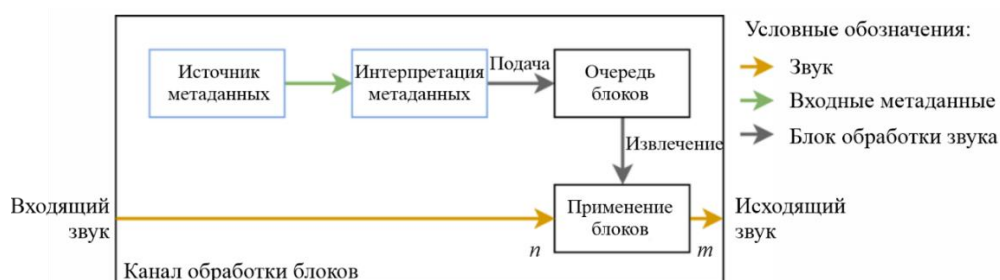 Условные обозначения:
Источник
метаданных
Интерпретация
метаданных
Подача
Очередь
блоков
Звук
Входные метаданные
Блок обработки звука
Извлечение
Входящий
звук
n
Применение
блоков
m
Исходящий
звук
Канал обработки блоков